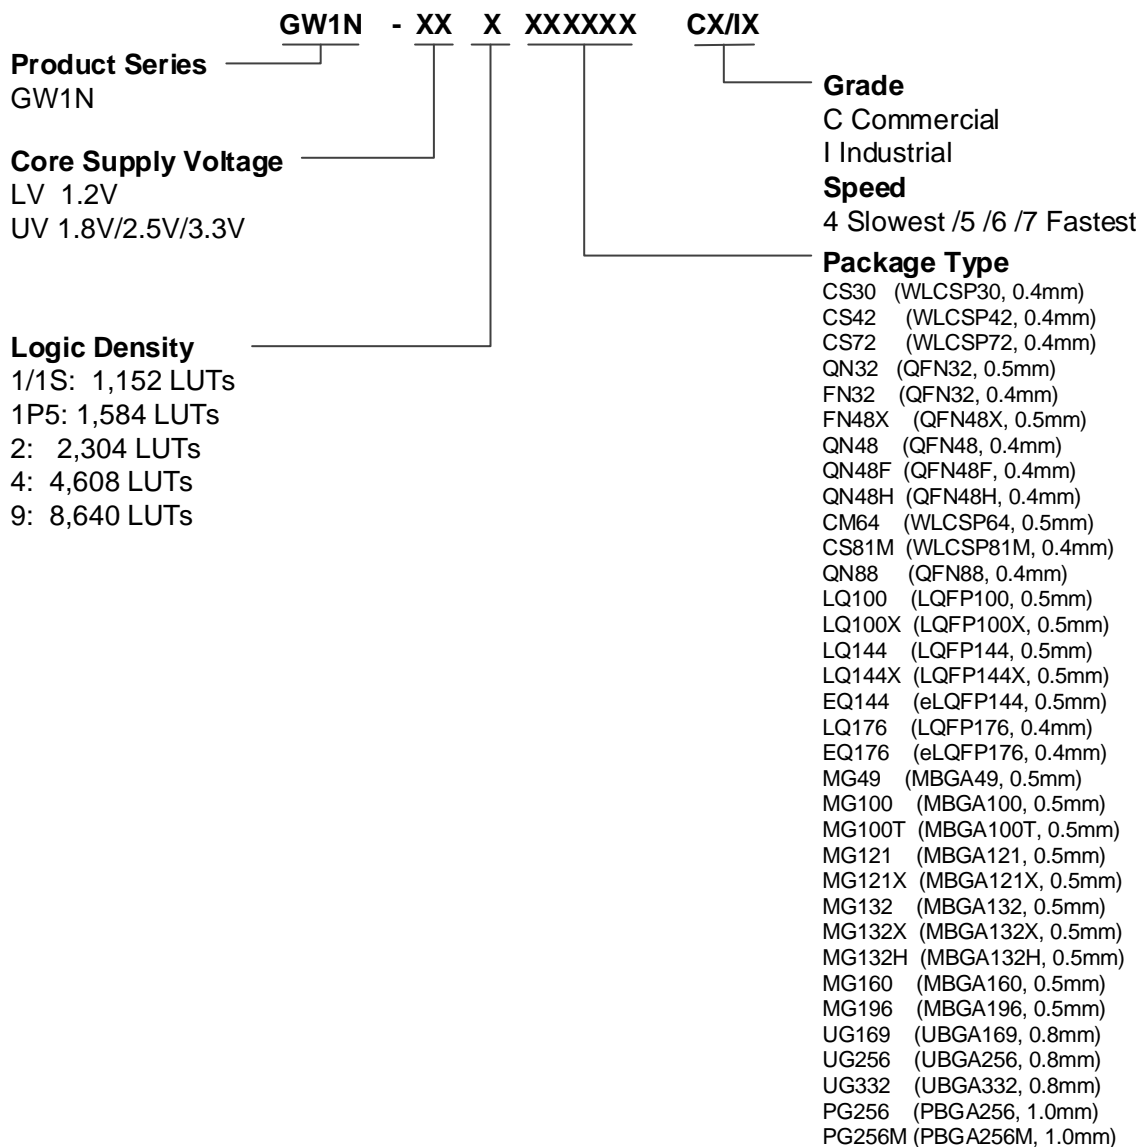 GW1N - XX X XXXXXX CX/IX
Product Series
GW1N
Core Supply Voltage
LV 1.2V
UV 1.8V/2.5V/3.3V
Logic Density
1/1S: 1,152 LUTs
1P5: 1,584 LUTs
2: 2,304 LUTs
4: 4,608 LUTs
9: 8,640 LUTs
Grade
C Commercial
I Industrial
Speed
4 Slowest /5 /6 /7 Fastest
Package Type
CS30 (WLCSP30, 0.4mm)
CS42 (WLCSP42, 0.4mm)
CS72 (WLCSP72, 0.4mm)
QN32 (QFN32, 0.5mm)
FN32 (QFN32, 0.4mm)
FN48X (QFN48X, 0.5mm)
QN48 (QFN48, 0.4mm)
QN48F (QFN48F, 0.4mm)
QN48H (QFN48H, 0.4mm)
CM64 (WLCSP64, 0.5mm)
CS81M (WLCSP81M, 0.4mm)
QN88 (QFN88, 0.4mm)
LQ100 (LQFP100, 0.5mm)
LQ100X (LQFP100X, 0.5mm)
LQ144 (LQFP144, 0.5mm)
LQ144X (LQFP144X, 0.5mm)
EQ144 (eLQFP144, 0.5mm)
LQ176 (LQFP176, 0.4mm)
EQ176 (eLQFP176, 0.4mm)
MG49 (MBGA49, 0.5mm)
MG100 (MBGA100, 0.5mm)
MG100T (MBGA100T, 0.5mm)
MG121 (MBGA121, 0.5mm)
MG121X (MBGA121X, 0.5mm)
MG132 (MBGA132, 0.5mm)
MG132X (MBGA132X, 0.5mm)
MG132H (MBGA132H, 0.5mm)
MG160 (MBGA160, 0.5mm)
MG196 (MBGA196, 0.5mm)
UG169 (UBGA169, 0.8mm)
UG256 (UBGA256, 0.8mm)
UG332 (UBGA332, 0.8mm)
PG256 (PBGA256, 1.0mm)
PG256M (PBGA256M, 1.0mm)